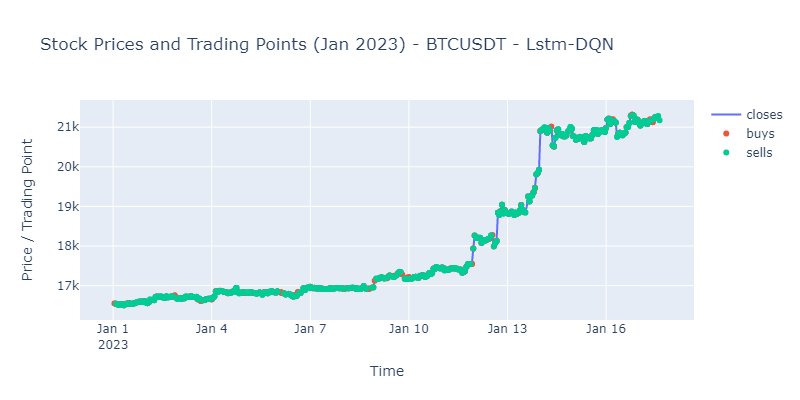 Stock Prices and Trading Points (Jan 2023) - BTCUSDT - Lstm-DQN
closes
buys
sells
Price / Trading Point
21k
20k
19k
18k
17k
Jan 1
2023
Jan 4
Jan 7
Jan 10
Jan 13
Jan 16
Time